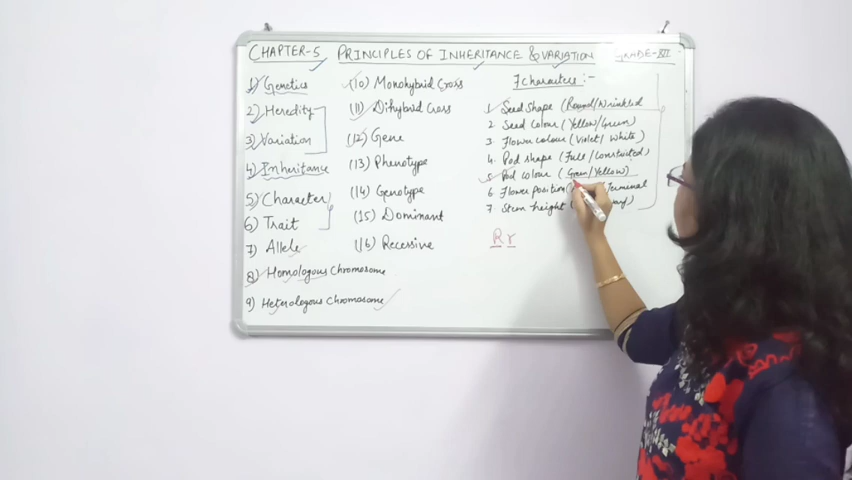 CHAPTER-5 PRINCIPLES OF INHERITANCE & VARIATION GRADE-XII
1) Genetics
2) Heredity
3) Variation
4) Inheritance
5) Character
6) Trait
7) Allele
8) Homologous Chromosome
9) Heterologous Chromosome
(10) Monohybrid Cross
(11) Dihybrid Cross
(12) Gene
(13) Phenotype
(14) Genotype
(15) Dominant
(16) Recessive
7 Characters :-
1. Seed Shape (Round/Wrinkled
2. Seed colour (Yellow/Green)
3. Flower colour (Violet/White)
4. Pod shape (Full/Constricted)
5. Pod colour (Green/Yellow)
6. Flower position ( /Terminal
7. Stem height (
Rr